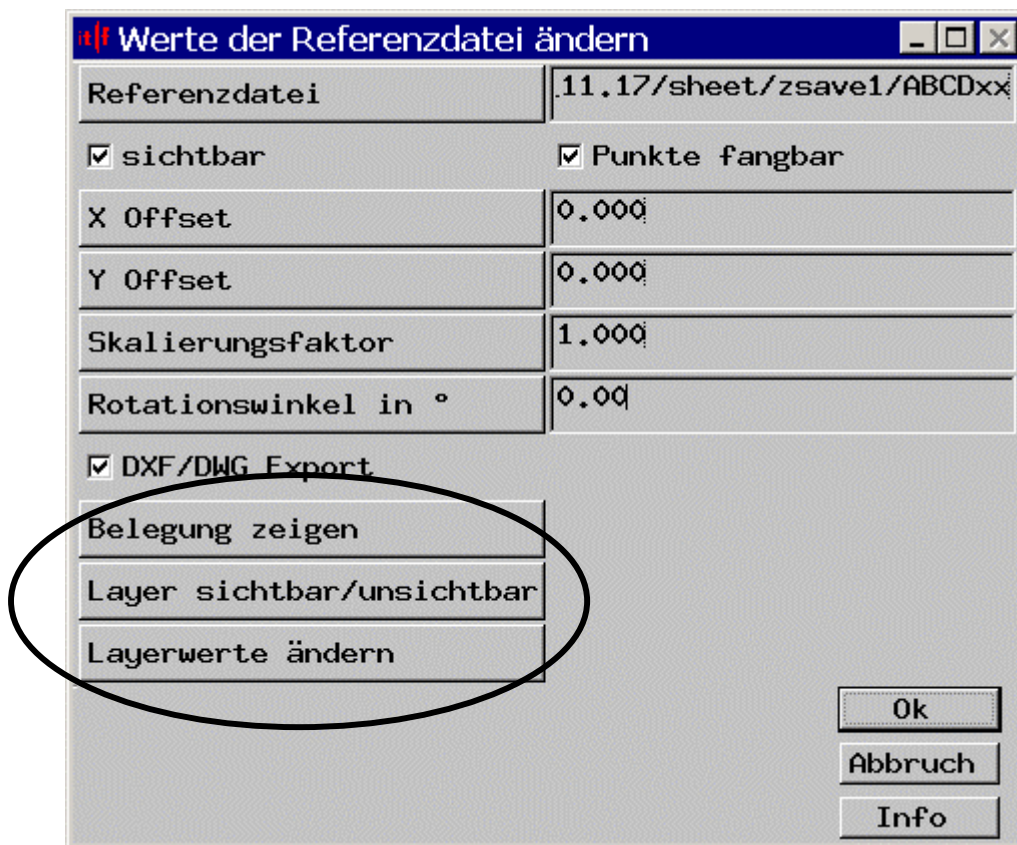 itlf Werte der Referenzdatei ändern
Referenzdatei .11.17/sheet/zsave1/ABCDxx
sichtbar Punkte fangbar
X Offset 0.000
Y Offset 0.000
Skalierungsfaktor 1.000
Rotationswinkel in ° 0.00
DXF/DWG Export
Belegung zeigen
Layer sichtbar/unsichtbar
Layerwerte ändern
Ok
Abbruch
Info